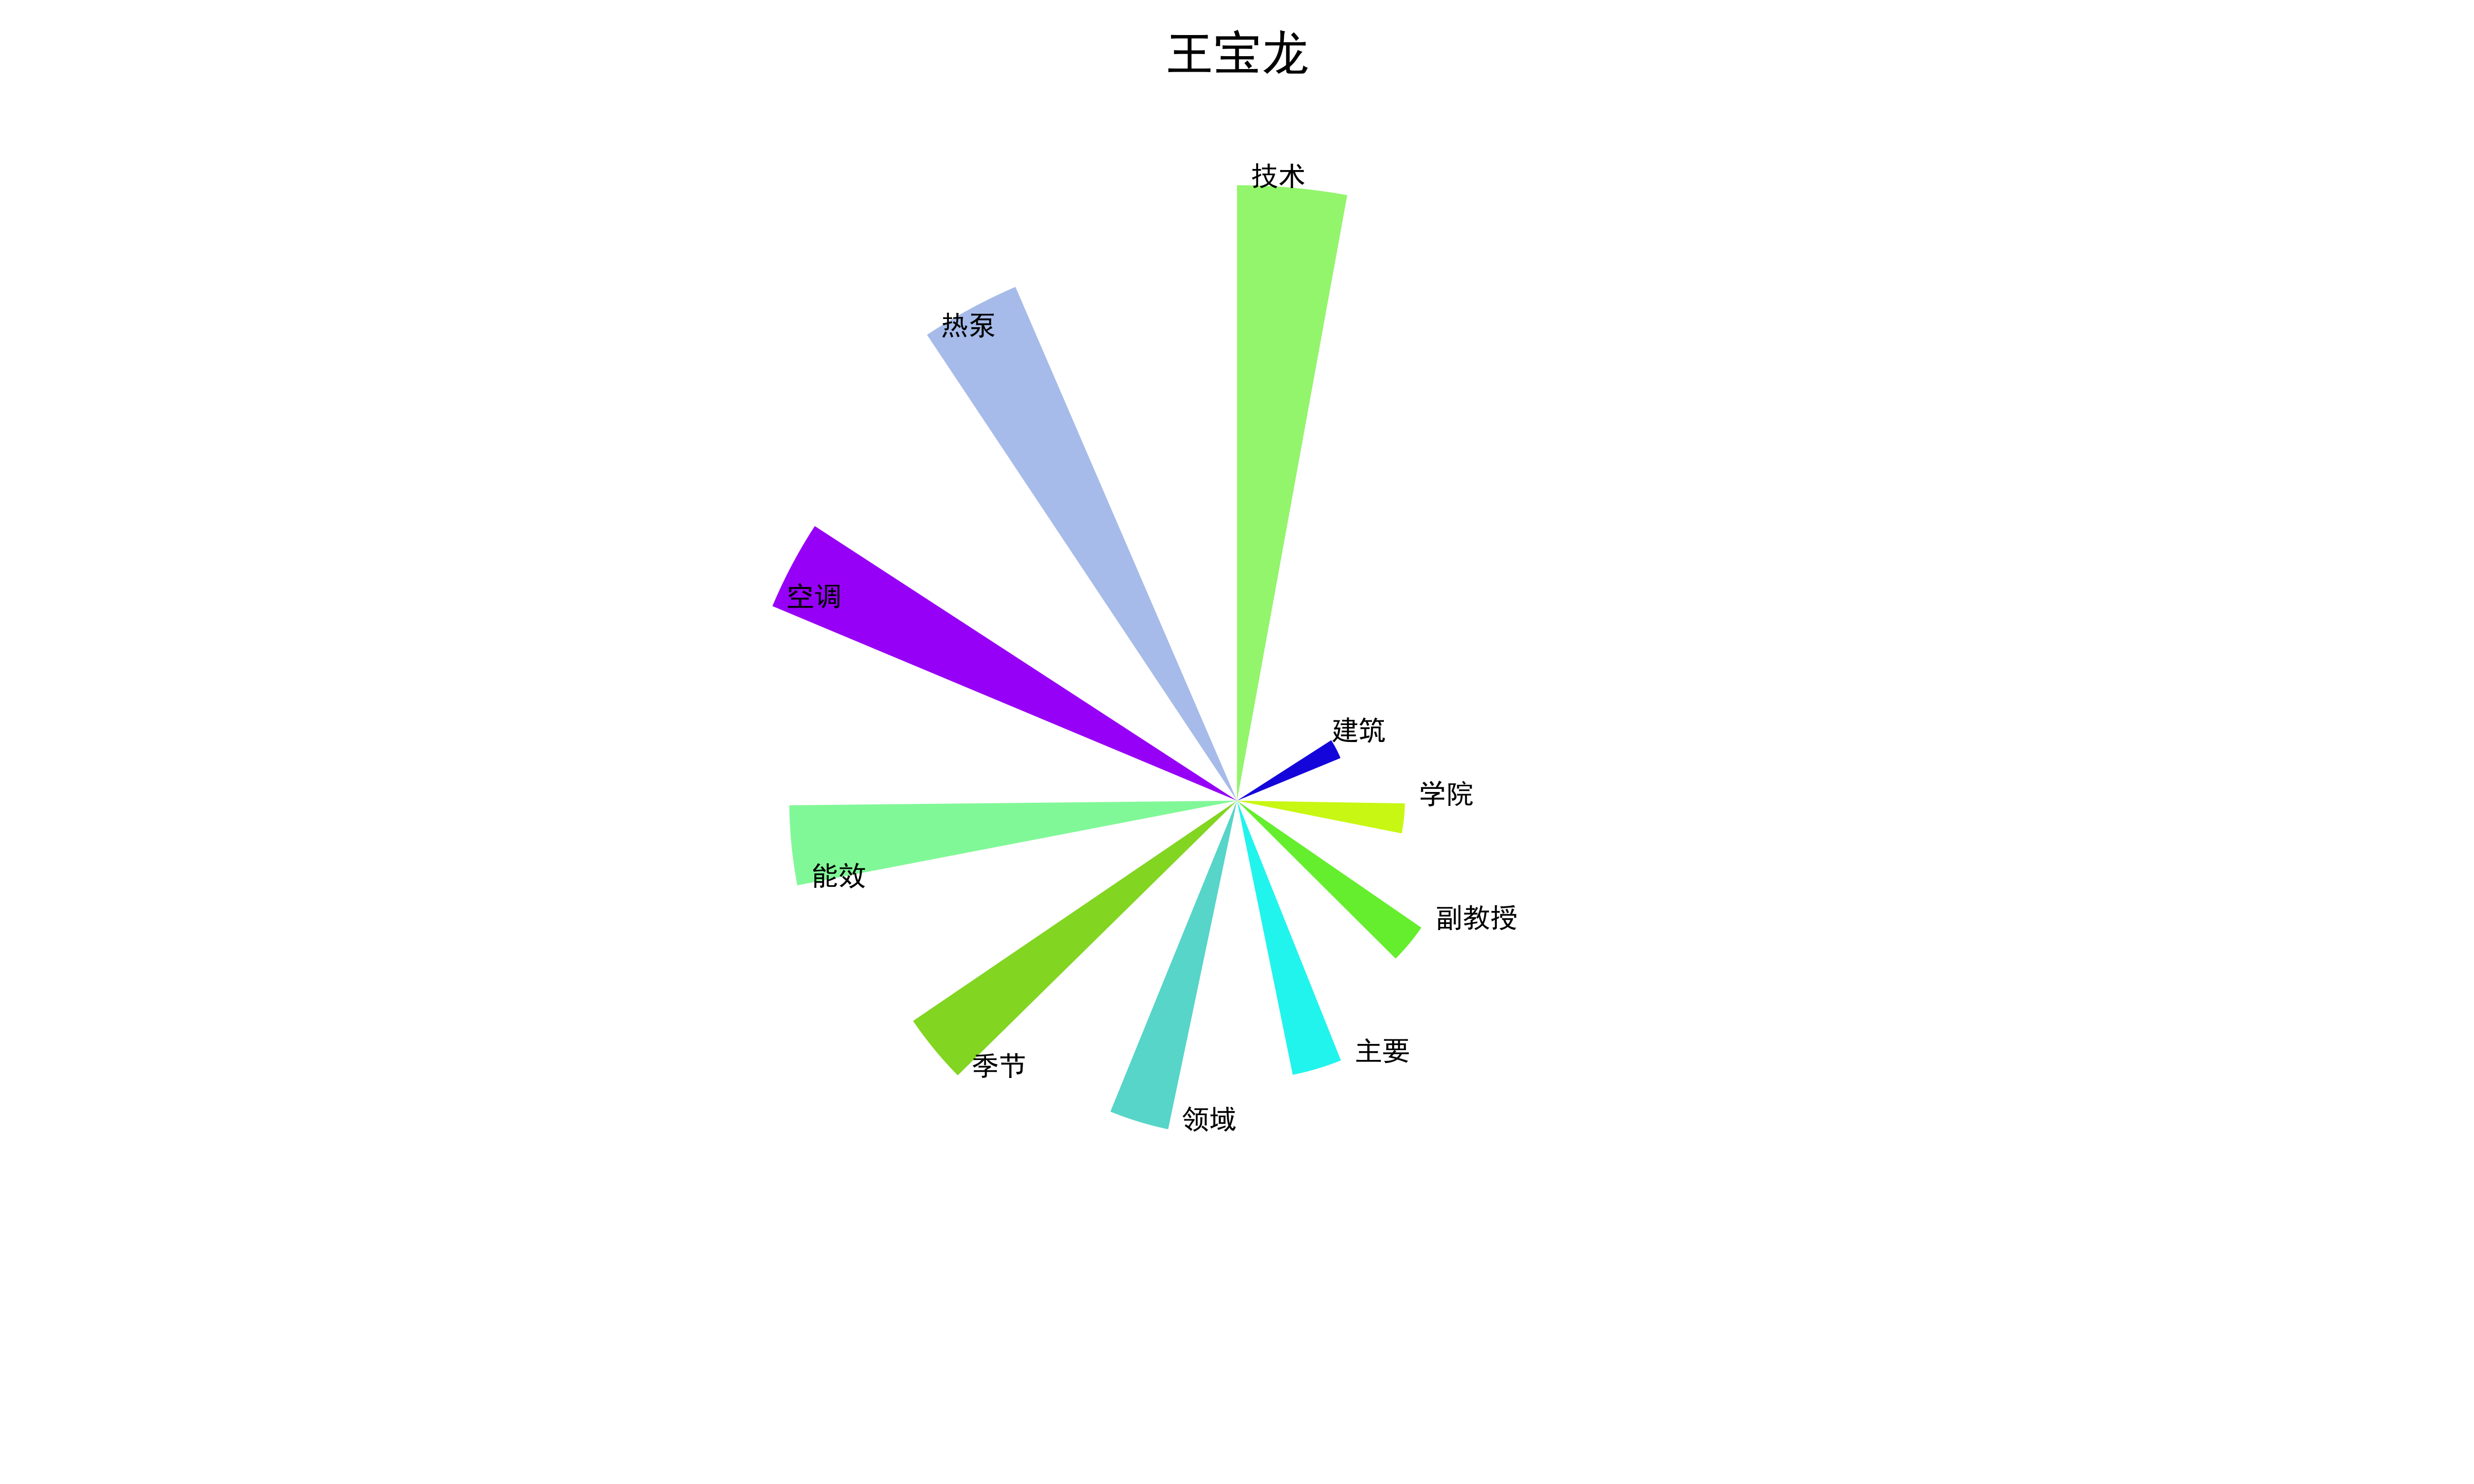 王宝龙
技术
热泵
空调
建筑
学院
能效
副教授
主要
季节
领域